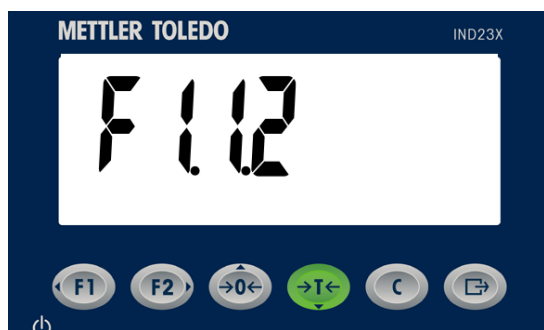 METTLER TOLEDO IND23X
F1.1.2
F1 F2 →0← →T← C